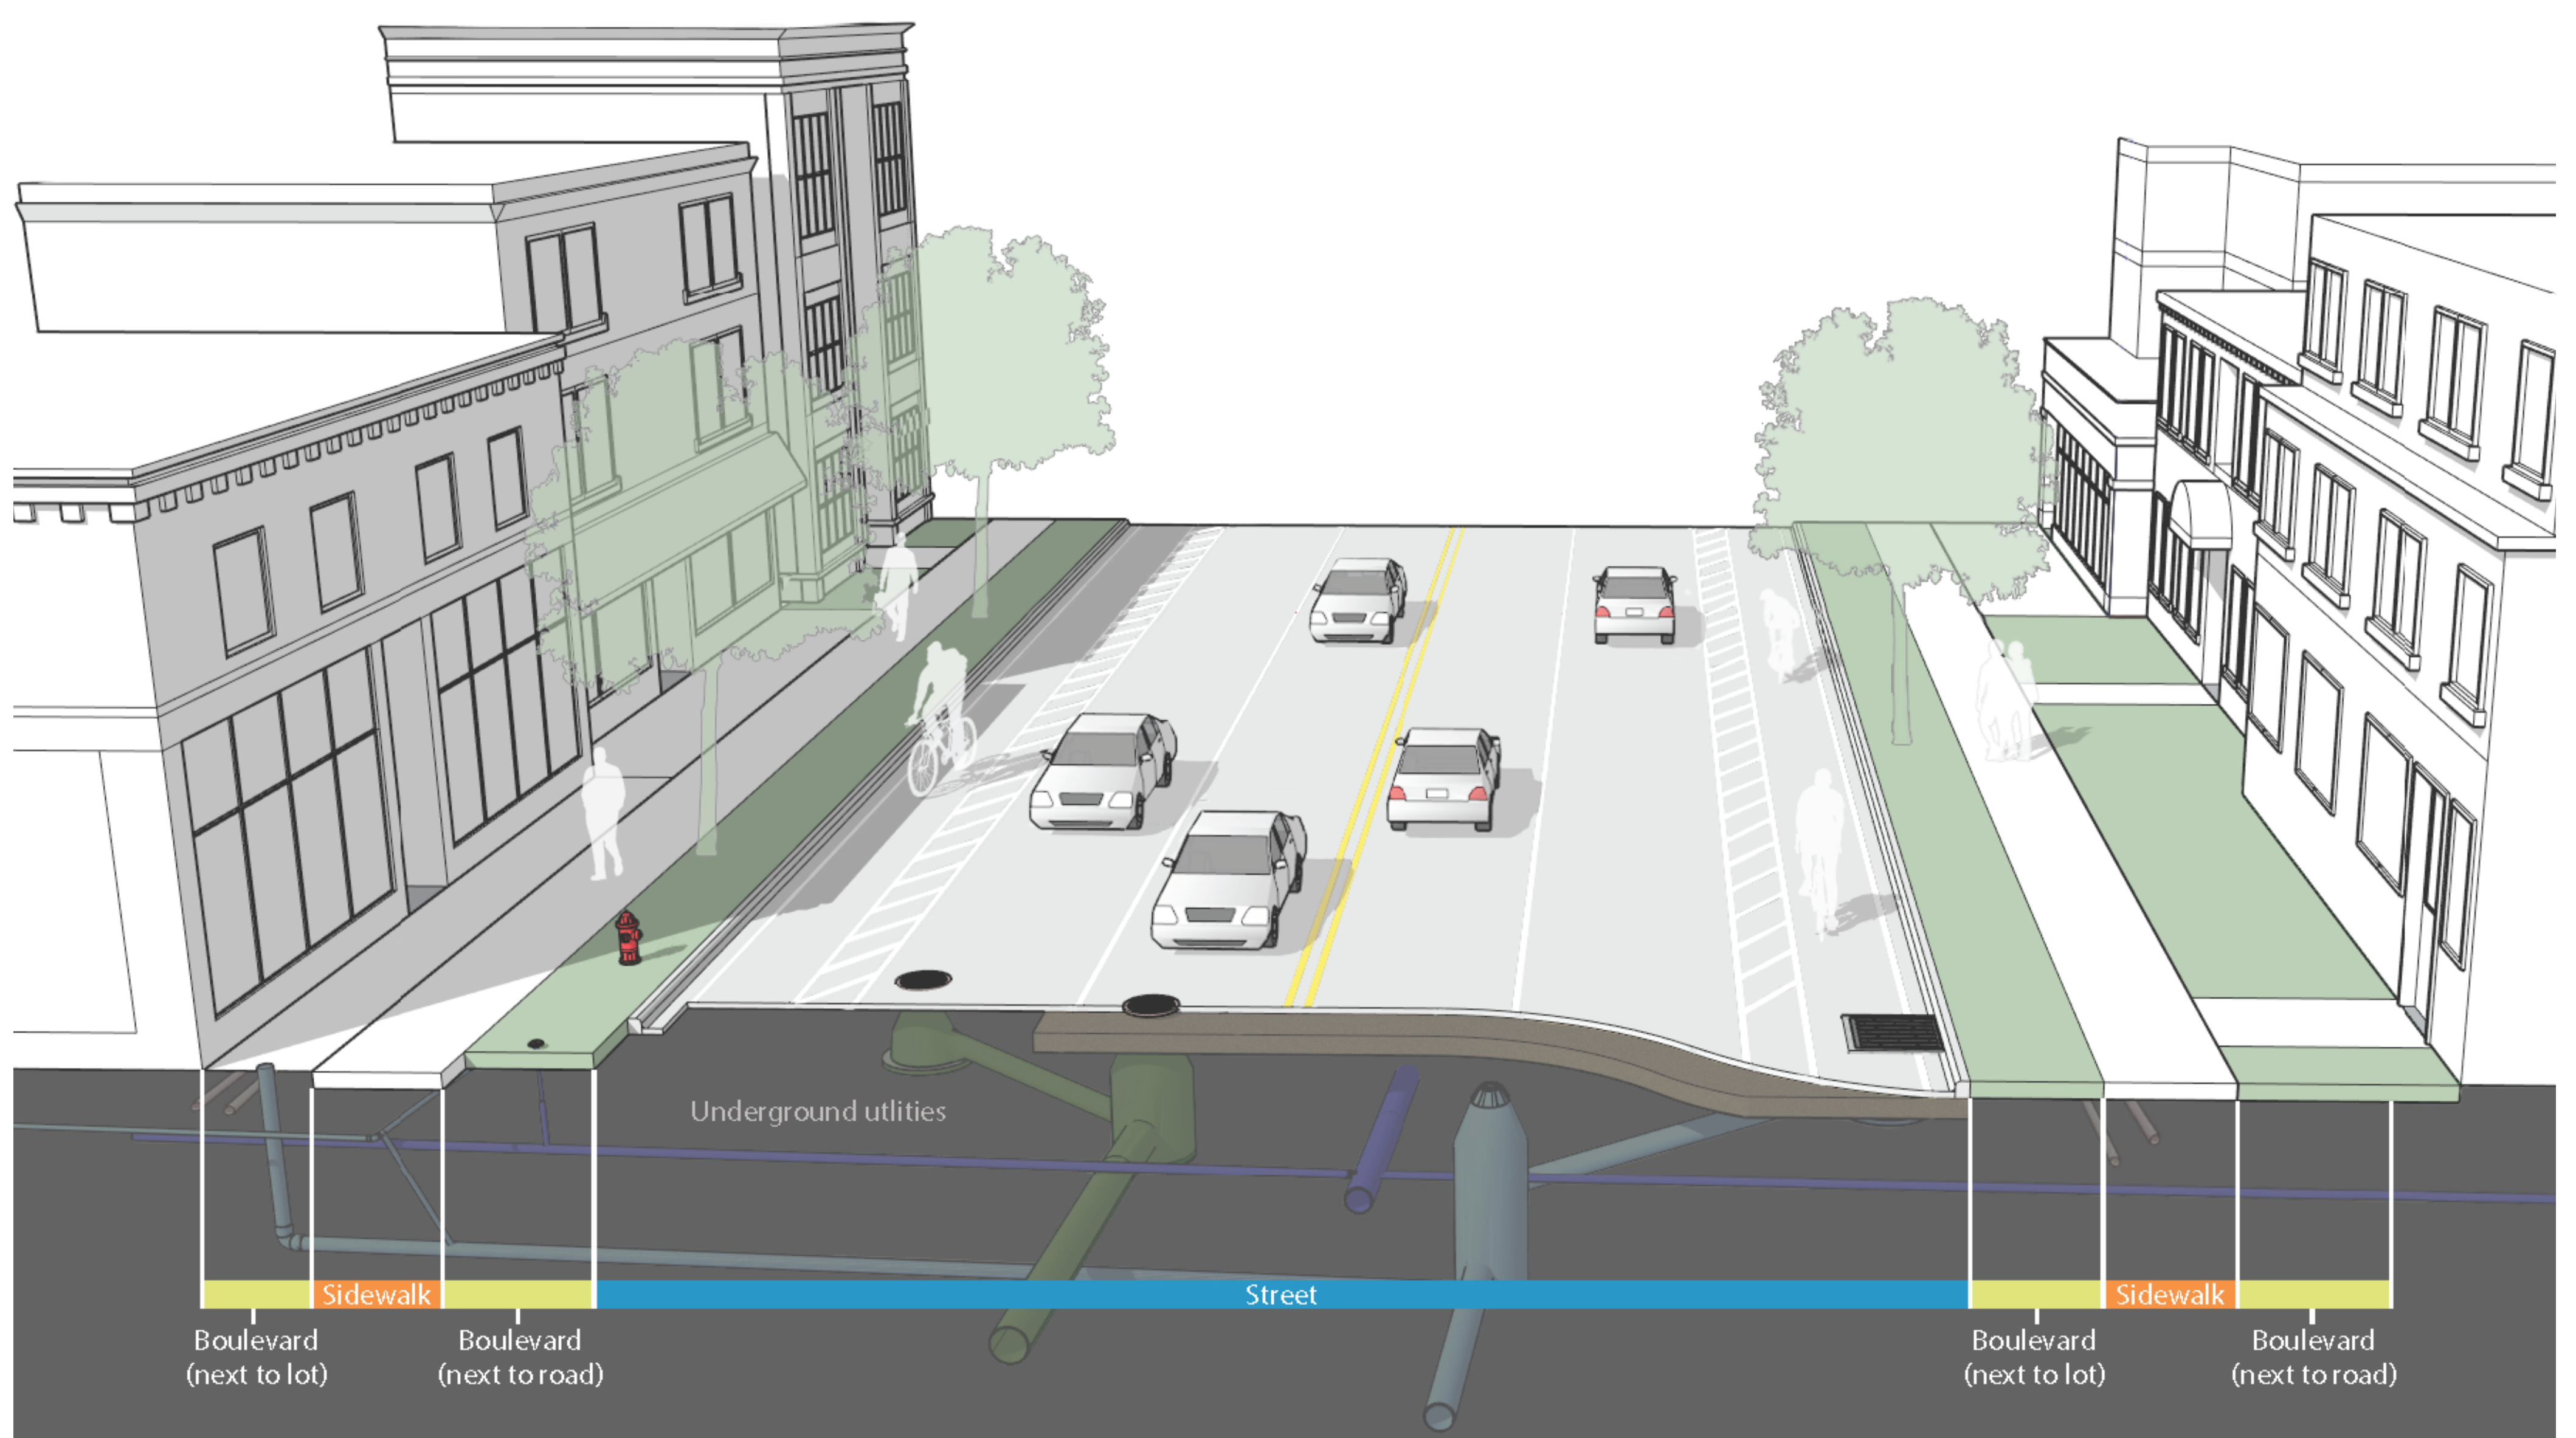 Underground utlities
Sidewalk
Street
Sidewalk
Boulevard
(next to lot)
Boulevard
(next to road)
Boulevard
(next to lot)
Boulevard
(next to road)